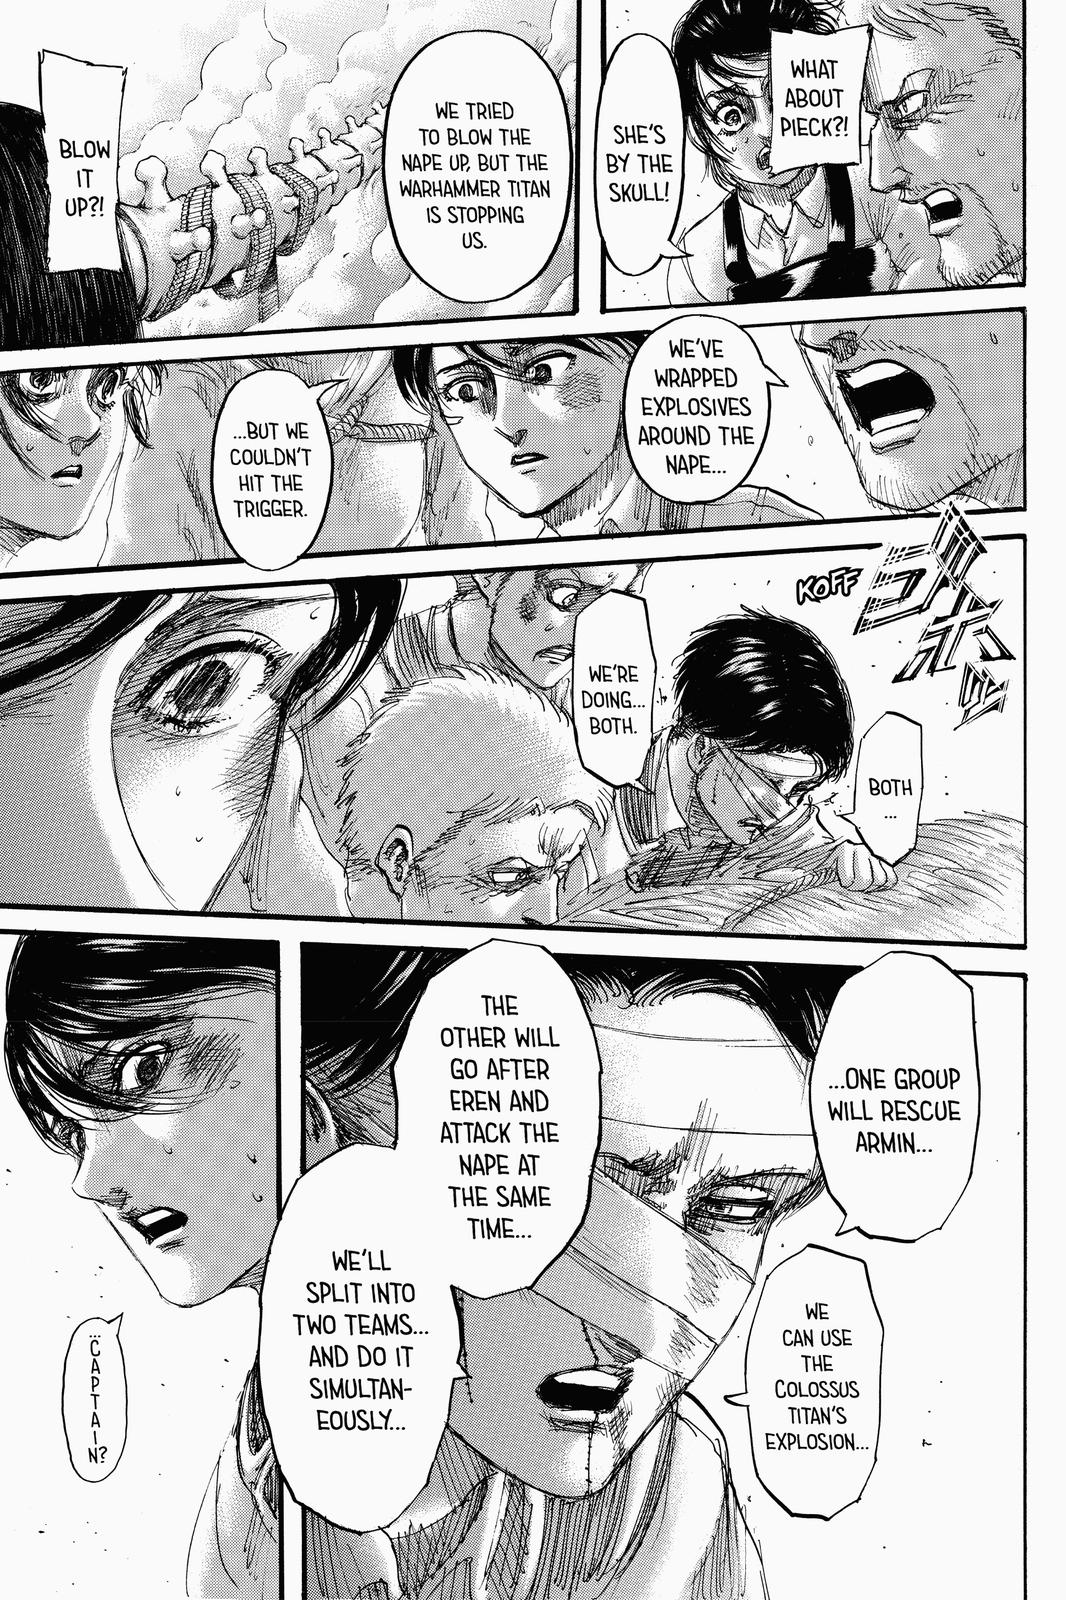 WHAT
ABOUT
PIECK?!
SHE'S
BY THE
SKULL!
WE TRIED
TO BLOW THE
NAPE UP, BUT THE
WARHAMMER TITAN
IS STOPPING
US.
BLOW
IT
UP?!
WE'VE
WRAPPED
EXPLOSIVES
AROUND THE
NAPE...
...BUT WE
COULDN'T
HIT THE
TRIGGER.
KOFF
ゴホゴホ
BOTH
...
WE'RE
DOING...
BOTH.
...ONE GROUP
WILL RESCUE
ARMIN...
WE
CAN USE
THE
COLOSSUS
TITAN'S
EXPLOSION...
THE
OTHER WILL
GO AFTER
EREN AND
ATTACK THE
NAPE AT
THE SAME
TIME...
WE'LL
SPLIT INTO
TWO TEAMS...
AND DO IT
SIMULTAN-
EOUSLY...
...CAPTAIN?